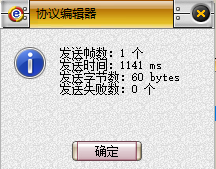 协议编辑器
发送帧数: 1 个
发送时间: 1141 ms
发送字节数: 60 bytes
发送失败数: 0 个
确定